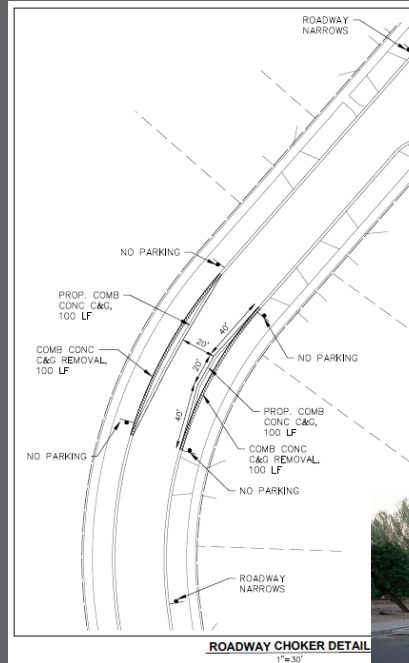 ROADWAY
NARROWS
NO PARKING
PROP. COMB
CONC C&G,
100 LF
20'
40'
NO PARKING
COMB CONC
C&G REMOVAL,
100 LF
20'
40'
PROP. COMB
CONC C&G,
100 LF
COMB CONC
C&G REMOVAL,
100 LF
NO PARKING
NO PARKING
ROADWAY
NARROWS
ROADWAY CHOKER DETAIL
1"=30'